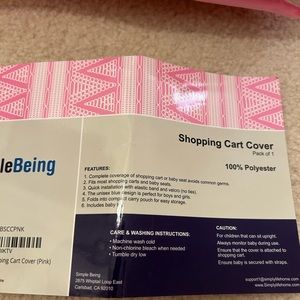 leBeing
Shopping Cart Cover
Pack of 1
100% Polyester
FEATURES:
1. Complete coverage of shopping cart or baby seat avoids common germs.
2. Fits most shopping carts and baby seats.
3. Quick installation with elastic band and velcro (no ties).
4. The unisex blue design is perfect for boys and girls.
5. Folds into compact carry pouch for easy storage.
6. Includes baby
BSCCPNK
ping Cart Cover (Pink)
CARE & WASHING INSTRUCTIONS:
• Machine wash cold
• Non-chlorine bleach when needed
• Tumble dry low
CAUTION:
For children that can sit upright.
Always monitor baby during use.
Ensure that the cover is attached to
shopping cart.
Ensure baby is secured with straps.
Simple Being
2875 Whiptail Loop East
Carlsbad, CA 92010
support@simplylifehome.com